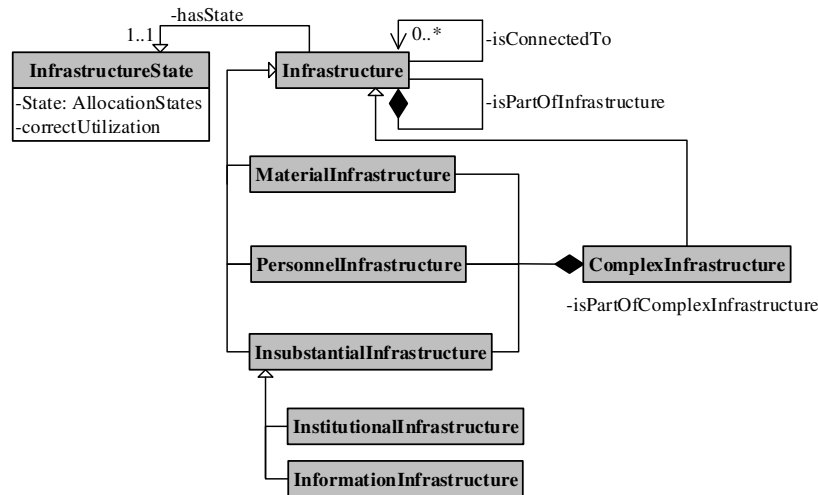 -hasState
1..1
0..*
-isConnectedTo
InfrastructureState
Infrastructure
-State: AllocationStates
-correctUtilization
-isPartOfInfrastructure
MaterialInfrastructure
PersonnelInfrastructure
ComplexInfrastructure
-isPartOfComplexInfrastructure
InsubstantialInfrastructure
InstitutionalInfrastructure
InformationInfrastructure